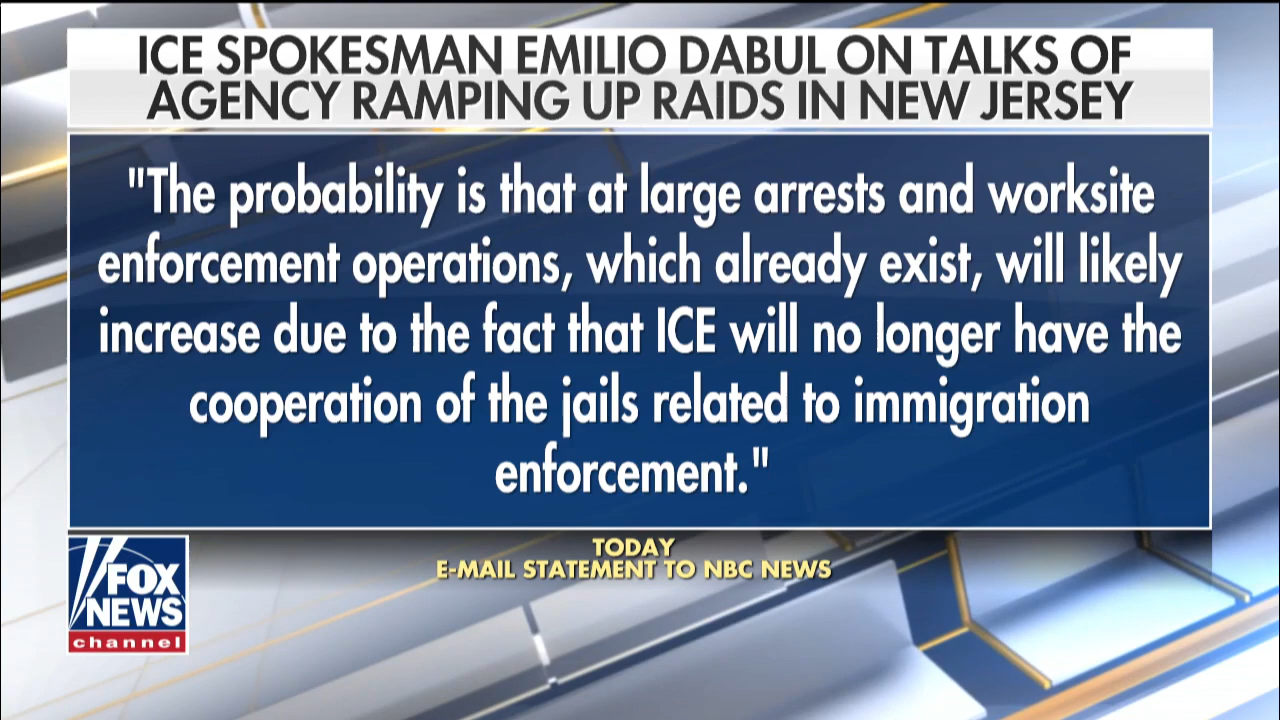 ICE SPOKESMAN EMILIO DABUL ON TALKS OF
AGENCY RAMPING UP RAIDS IN NEW JERSEY
"The probability is that at large arrests and worksite
enforcement operations, which already exist, will likely
increase due to the fact that ICE will no longer have the
cooperation of the jails related to immigration
enforcement."
TODAY
E-MAIL STATEMENT TO NBC NEWS
FOX
NEWS
channel